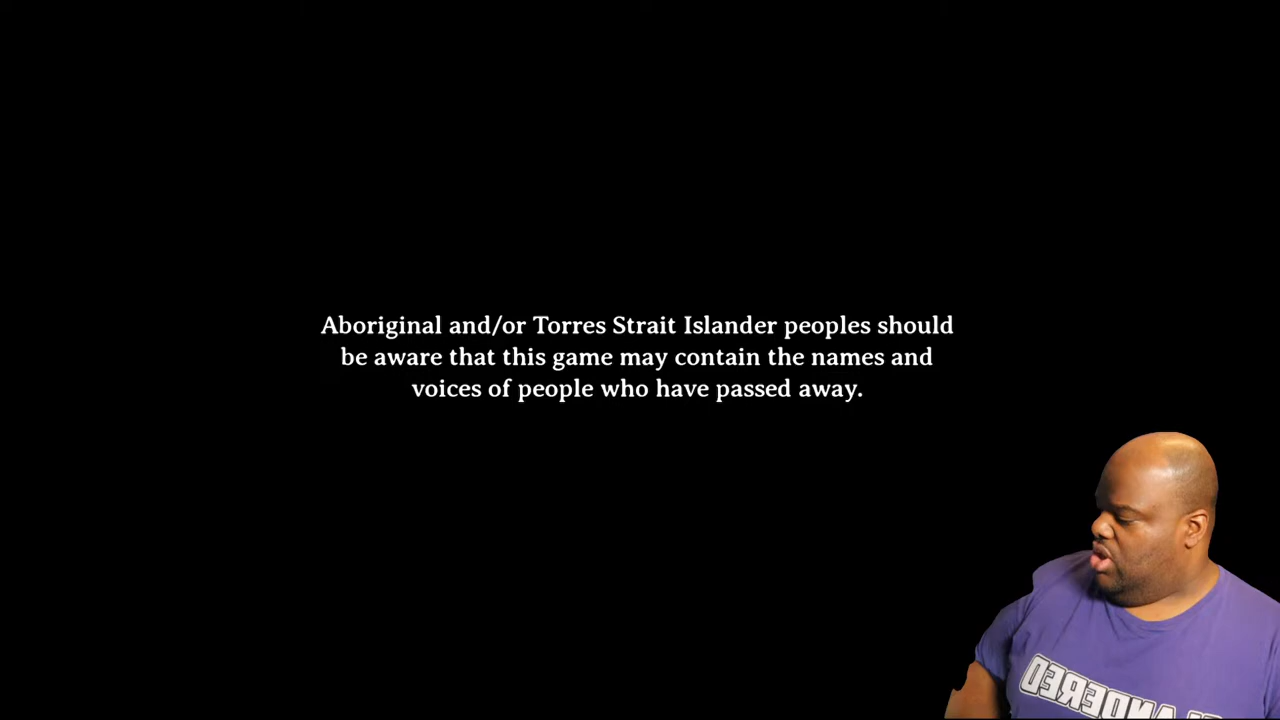 Aboriginal and/or Torres Strait Islander peoples should
be aware that this game may contain the names and
voices of people who have passed away.